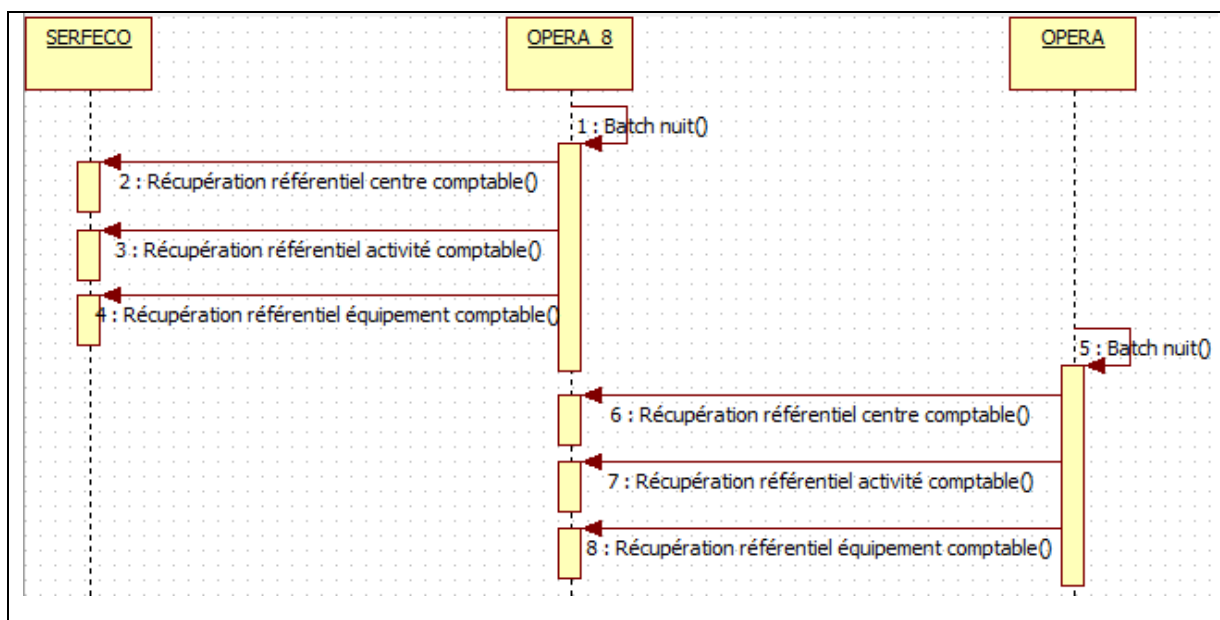 SERFECO
OPERA_8
OPERA
1 : Batch nuit()
2 : Récupération référentiel centre comptable()
3 : Récupération référentiel activité comptable()
4 : Récupération référentiel équipement comptable()
5 : Batch nuit()
6 : Récupération référentiel centre comptable()
7 : Récupération référentiel activité comptable()
8 : Récupération référentiel équipement comptable()